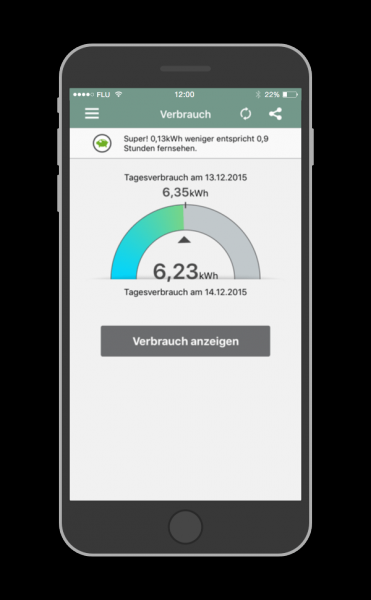 FLU 12:00 22%
Verbrauch
Super! 0,13kWh weniger entspricht 0,9
Stunden fernsehen.
Tagesverbrauch am 13.12.2015
6,35kWh
6,23kWh
Tagesverbrauch am 14.12.2015
Verbrauch anzeigen